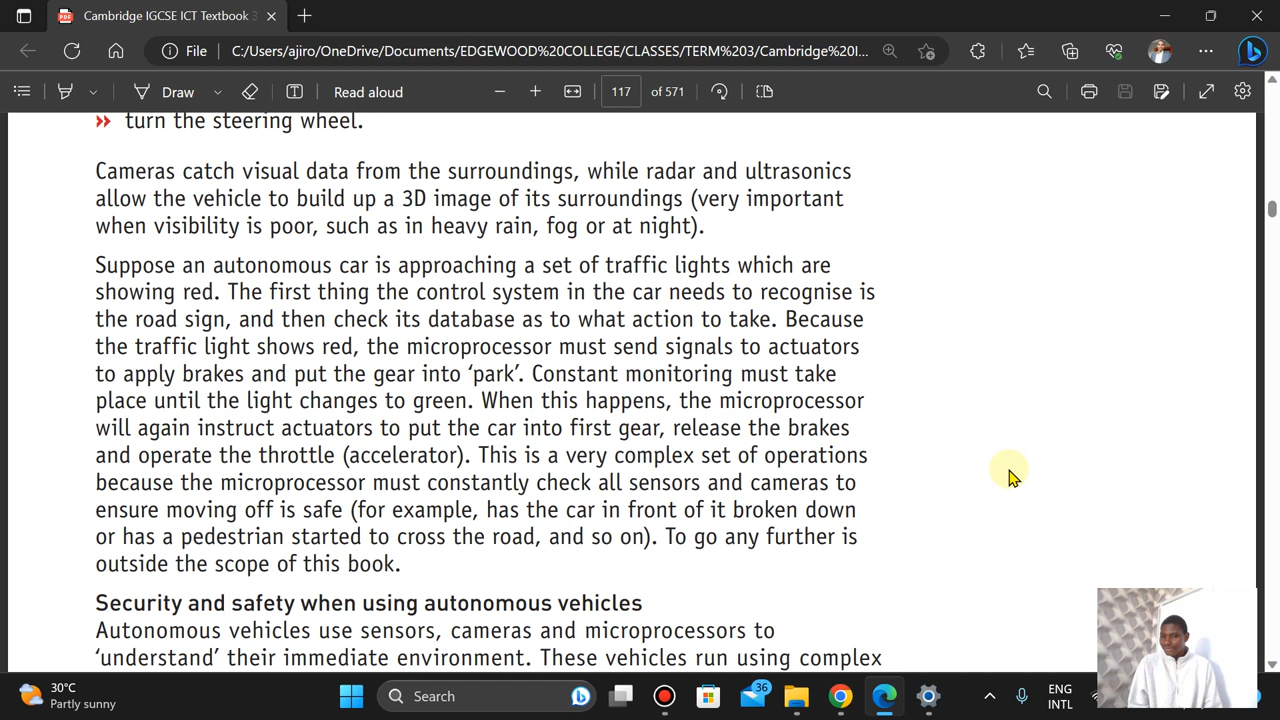 Cambridge IGCSE ICT Textbook 3
File
C:/Users/ajiro/OneDrive/Documents/EDGEWOOD%20COLLEGE/CLASSES/TERM%203/Cambridge%20I...
Draw
Read aloud
117
of 571
» turn the steering wheel.
Cameras catch visual data from the surroundings, while radar and ultrasonics
allow the vehicle to build up a 3D image of its surroundings (very important
when visibility is poor, such as in heavy rain, fog or at night).
Suppose an autonomous car is approaching a set of traffic lights which are
showing red. The first thing the control system in the car needs to recognise is
the road sign, and then check its database as to what action to take. Because
the traffic light shows red, the microprocessor must send signals to actuators
to apply brakes and put the gear into ‘park’. Constant monitoring must take
place until the light changes to green. When this happens, the microprocessor
will again instruct actuators to put the car into first gear, release the brakes
and operate the throttle (accelerator). This is a very complex set of operations
because the microprocessor must constantly check all sensors and cameras to
ensure moving off is safe (for example, has the car in front of it broken down
or has a pedestrian started to cross the road, and so on). To go any further is
outside the scope of this book.
Security and safety when using autonomous vehicles
Autonomous vehicles use sensors, cameras and microprocessors to
‘understand’ their immediate environment. These vehicles run using complex
30°C
Partly sunny
Search
36
ENG
INTL